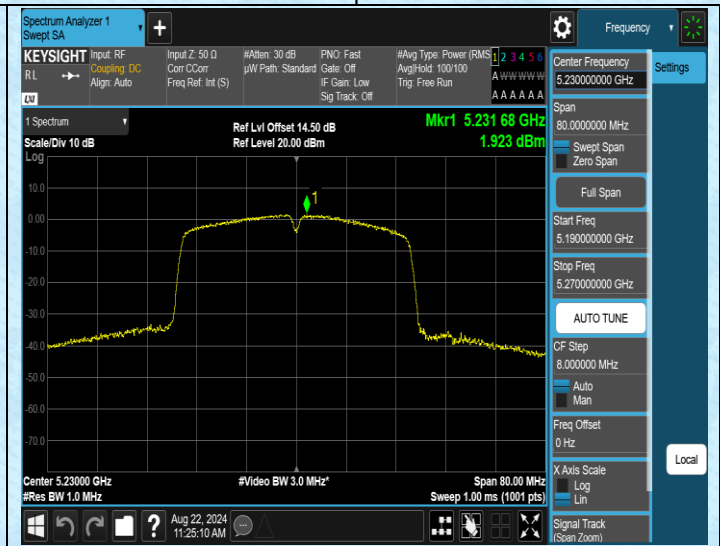 Spectrum Analyzer 1
Swept SA
Frequency
KEYSIGHT
RL
LXI
Input: RF
Coupling: DC
Align: Auto
Input Z: 50 Ω
Corr CCorr
Freq Ref: Int (S)
#Atten: 30 dB
µW Path: Standard
PNO: Fast
Gate: Off
IF Gain: Low
Sig Track: Off
#Avg Type: Power (RMS
Avg|Hold: 100/100
Trig: Free Run
1 2 3 4 5 6
A W W W W W
A A A A A A
1 Spectrum
Scale/Div 10 dB
Log
Ref Lvl Offset 14.50 dB
Ref Level 20.00 dBm
Mkr1 5.231 68 GHz
1.923 dBm
1
10.0
0.00
-10.0
-20.0
-30.0
-40.0
-50.0
-60.0
-70.0
Center 5.23000 GHz
#Res BW 1.0 MHz
#Video BW 3.0 MHz*
Span 80.00 MHz
Sweep 1.00 ms (1001 pts)
Aug 22, 2024
11:25:10 AM
Center Frequency
5.230000000 GHz
Settings
Span
80.0000000 MHz
Swept Span
Zero Span
Full Span
Start Freq
5.190000000 GHz
Stop Freq
5.270000000 GHz
AUTO TUNE
CF Step
8.000000 MHz
Auto
Man
Freq Offset
0 Hz
X Axis Scale
Log
Lin
Local
Signal Track
(Span Zoom)